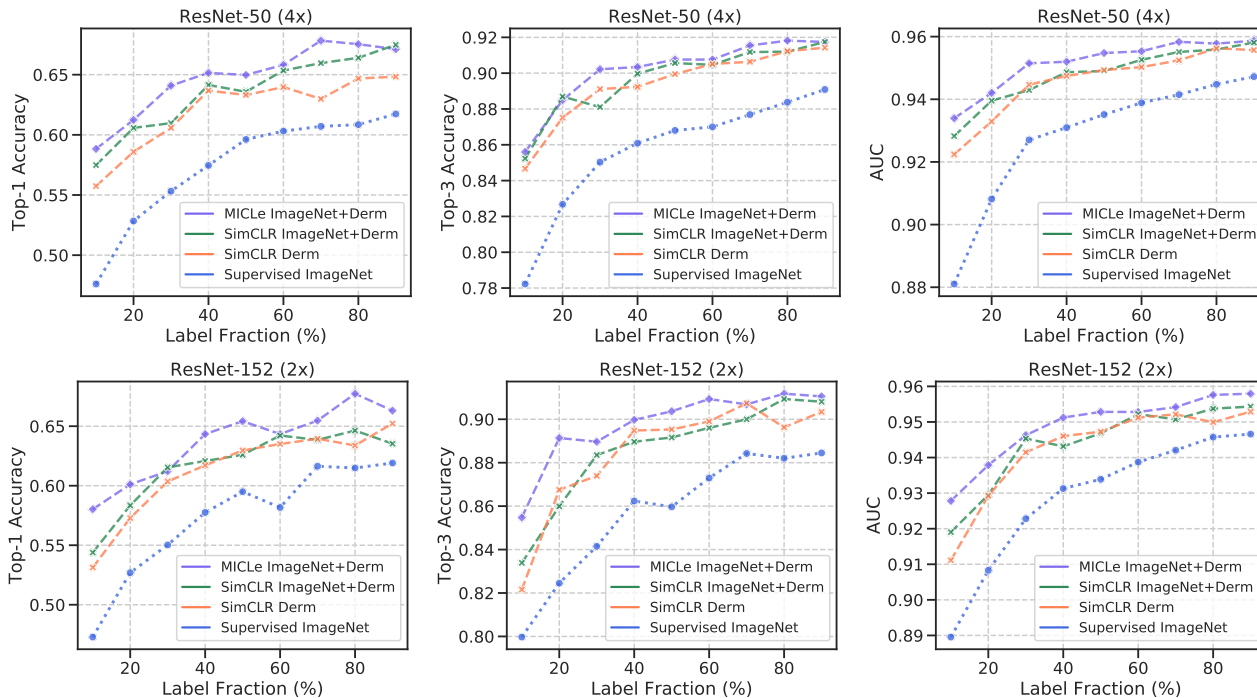 ResNet-50 (4x)
Top-1 Accuracy
0.65
0.60
0.55
0.50
MICLe ImageNet+Derm
SimCLR ImageNet+Derm
SimCLR Derm
Supervised ImageNet
20 40 60 80
Label Fraction (%)
ResNet-50 (4x)
Top-3 Accuracy
0.92
0.90
0.88
0.86
0.84
0.82
0.80
0.78
MICLe ImageNet+Derm
SimCLR ImageNet+Derm
SimCLR Derm
Supervised ImageNet
20 40 60 80
Label Fraction (%)
ResNet-50 (4x)
AUC
0.96
0.94
0.92
0.90
0.88
MICLe ImageNet+Derm
SimCLR ImageNet+Derm
SimCLR Derm
Supervised ImageNet
20 40 60 80
Label Fraction (%)
ResNet-152 (2x)
Top-1 Accuracy
0.65
0.60
0.55
0.50
MICLe ImageNet+Derm
SimCLR ImageNet+Derm
SimCLR Derm
Supervised ImageNet
20 40 60 80
Label Fraction (%)
ResNet-152 (2x)
Top-3 Accuracy
0.90
0.88
0.86
0.84
0.82
0.80
MICLe ImageNet+Derm
SimCLR ImageNet+Derm
SimCLR Derm
Supervised ImageNet
20 40 60 80
Label Fraction (%)
ResNet-152 (2x)
AUC
0.96
0.95
0.94
0.93
0.92
0.91
0.90
0.89
MICLe ImageNet+Derm
SimCLR ImageNet+Derm
SimCLR Derm
Supervised ImageNet
20 40 60 80
Label Fraction (%)